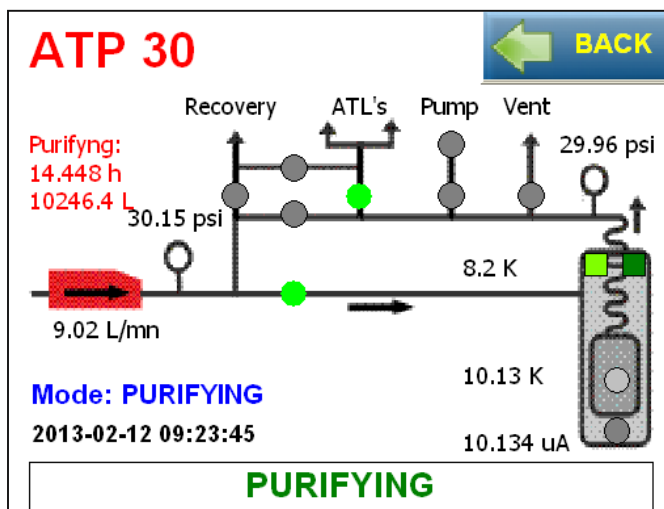 ATP 30
BACK
Recovery
ATL's
Pump
Vent
Purifyng:
14.448 h
10246.4 L
29.96 psi
30.15 psi
8.2 K
9.02 L/mn
10.13 K
Mode: PURIFYING
2013-02-12 09:23:45
10.134 uA
PURIFYING